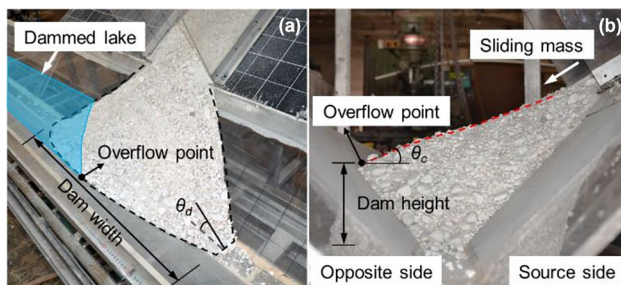 (a)
Dammed lake
Overflow point
Dam width
θd
(b)
Sliding mass
Overflow point
θc
Dam height
Opposite side
Source side